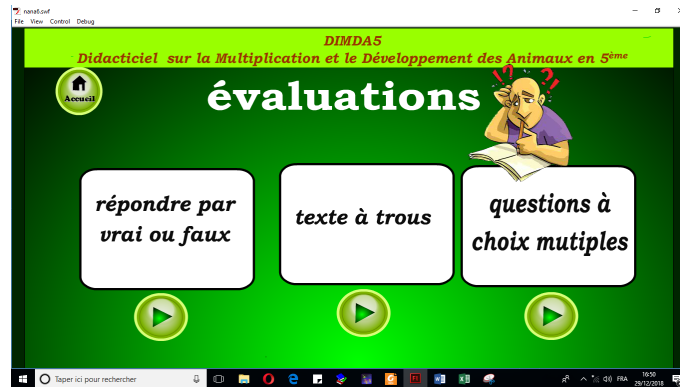 nana6.swf
File View Control Debug
DIMDA5
Didacticiel sur la Multiplication et le Développement des Animaux en 5ème
Accueil
évaluations
répondre par
vrai ou faux
texte à trous
questions à
choix mutiples
Taper ici pour rechercher
FRA
16:50
29/12/2018